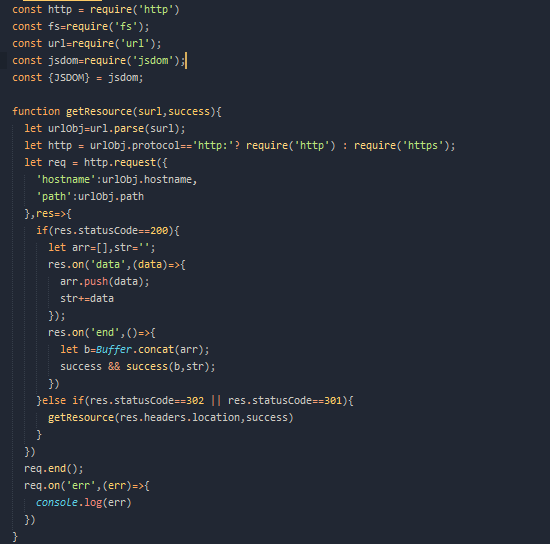 const http = require('http')
const fs=require('fs');
const url=require('url');
const jsdom=require('jsdom');
const {JSDOM} = jsdom;
function getResource(surl,success){
let urlObj=url.parse(surl);
let http = urlObj.protocol=='http:'? require('http') : require('https');
let req = http.request({
'hostname':urlObj.hostname,
'path':urlObj.path
},res=>{
if(res.statusCode==200){
let arr=[],str='';
res.on('data',(data)=>{
arr.push(data);
str+=data
});
res.on('end',()=>{
let b=Buffer.concat(arr);
success && success(b,str);
})
}else if(res.statusCode==302 || res.statusCode==301){
getResource(res.headers.location,success)
}
})
req.end();
req.on('err',(err)=>{
console.log(err)
})
}